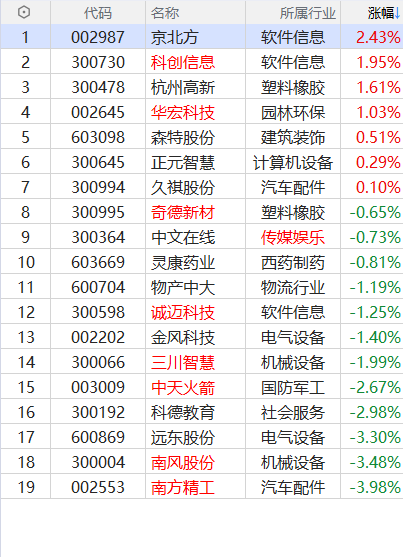 代码 名称 所属行业 涨幅↓
1 002987 京北方 软件信息 2.43%
2 300730 科创信息 软件信息 1.95%
3 300478 杭州高新 塑料橡胶 1.61%
4 002645 华宏科技 园林环保 1.03%
5 603098 森特股份 建筑装饰 0.51%
6 300645 正元智慧 计算机设备 0.29%
7 300994 久祺股份 汽车配件 0.10%
8 300995 奇德新材 塑料橡胶 -0.65%
9 300364 中文在线 传媒娱乐 -0.73%
10 603669 灵康药业 西药制药 -0.81%
11 600704 物产中大 物流行业 -1.19%
12 300598 诚迈科技 软件信息 -1.25%
13 002202 金风科技 电气设备 -1.40%
14 300066 三川智慧 机械设备 -1.99%
15 003009 中天火箭 国防军工 -2.67%
16 300192 科德教育 社会服务 -2.98%
17 600869 远东股份 电气设备 -3.30%
18 300004 南风股份 机械设备 -3.48%
19 002553 南方精工 汽车配件 -3.98%